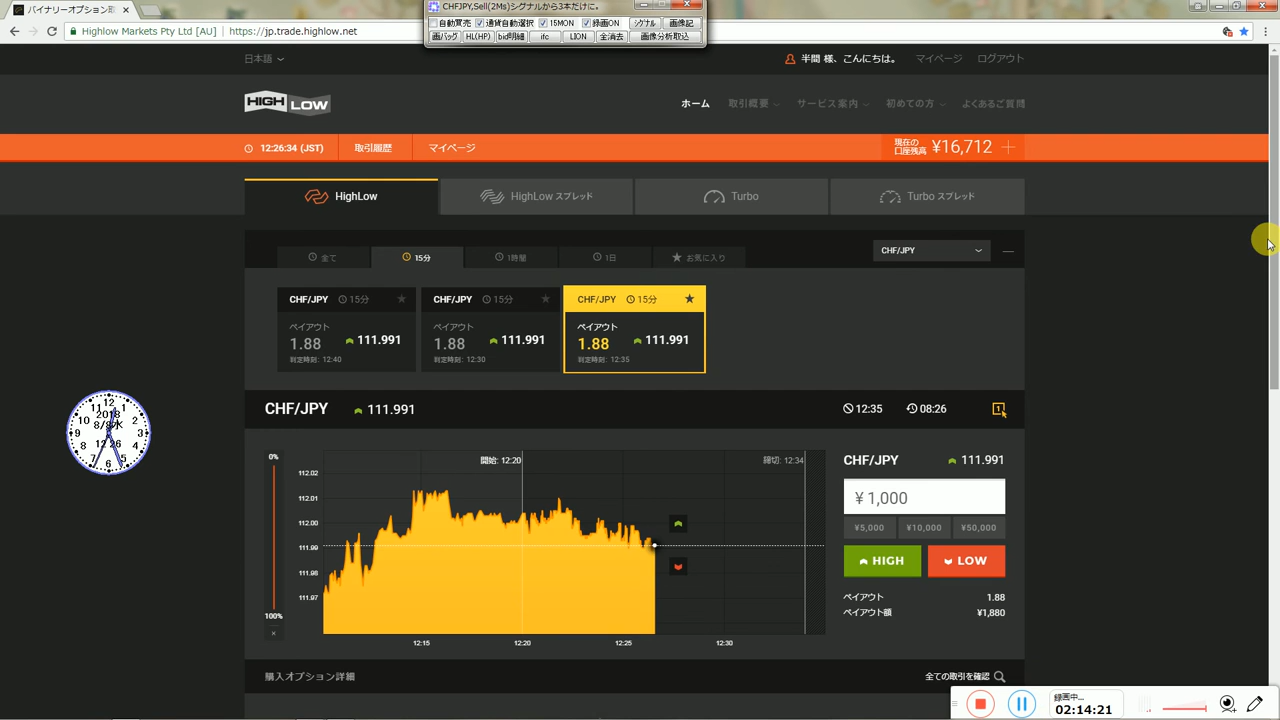 バイナリーオプション取
CHFJPY,Sell(2Ms)シグナルから3本だけに。
自動売買 通貨自動選択 15MON 録画ON シグナル 画像記
画バッグ HL(HP) bid明細 ifc LION 全消去 画像分析取込
Highlow Markets Pty Ltd [AU] https://jp.trade.highlow.net
日本語
半間 様、こんにちは。 マイページ ログアウト
HIGH LOW
ホーム 取引概要 サービス案内 初めての方 よくあるご質問
12:26:34 (JST) 取引履歴 マイページ
現在の口座残高 ¥16,712
HighLow HighLow スプレッド Turbo Turbo スプレッド
全て 15分 1時間 1日 お気に入り CHF/JPY
CHF/JPY 15分 CHF/JPY 15分 CHF/JPY 15分
ペイアウト ペイアウト ペイアウト
1.88 111.991 1.88 111.991 1.88 111.991
判定時刻: 12:40 判定時刻: 12:30 判定時刻: 12:35
CHF/JPY 111.991 12:35 08:26 1
0% 開始: 12:20 締切: 12:34
112.02
112.01
112.00
111.99
111.98
111.97
100%
12:15 12:20 12:25 12:30
CHF/JPY 111.991
¥ 1,000
¥5,000 ¥10,000 ¥50,000
HIGH LOW
ペイアウト 1.88
ペイアウト額 ¥1,880
購入オプション詳細 全ての取引を確認
12 1 2 3 4 5 6 7 8 9 10 11
録画中...
02:14:21